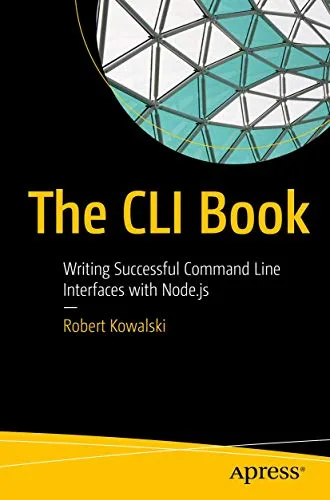 The CLI Book
Writing Successful Command Line
Interfaces with Node.js
Robert Kowalski
Apress®